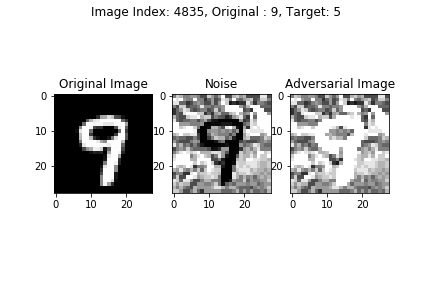 Image Index: 4835, Original : 9, Target: 5
Original Image Noise Adversarial Image
0 0 0
10 10 10
20 20 20
0 10 20 0 10 20 0 10 20
9